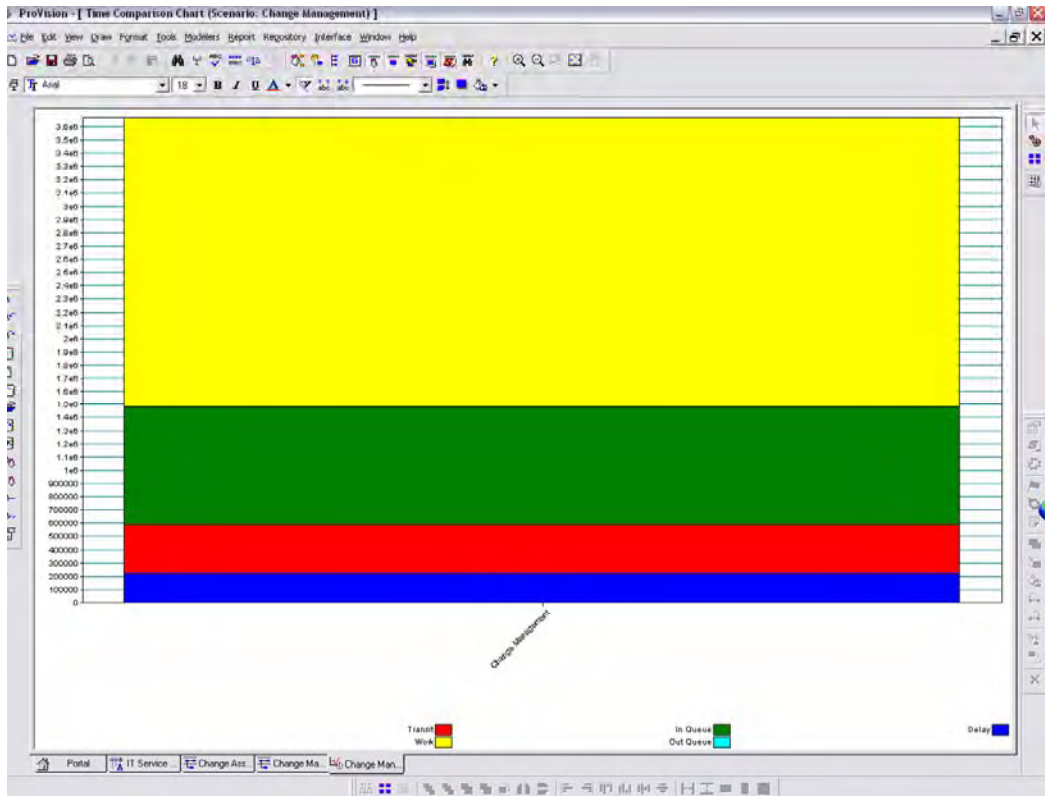 ProVision - [ Time Comparison Chart (Scenario: Change Management) ]
File Edit View Draw Format Tools Modelers Report Repository Interface Window Help
Arial 18 B I U A
3.6e6
3.5e6
3.4e6
3.3e6
3.2e6
3.1e6
3e6
2.9e6
2.8e6
2.7e6
2.6e6
2.4e6
2.3e6
2.2e6
2.1e6
2e6
1.9e6
1.8e6
1.7e6
1.6e6
1.4e6
1.3e6
1.2e6
1.1e6
1e6
900000
800000
700000
600000
500000
400000
300000
200000
100000
0
Change Management
Transit In Queue Delay
Work Out Queue
Portal IT Service ... Change Ass... Change Ma... Change Man...